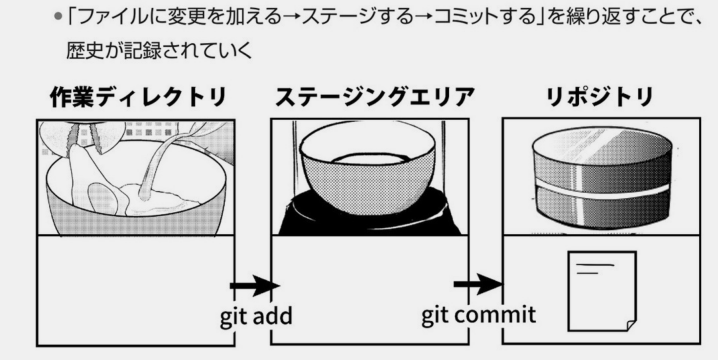 •「ファイルに変更を加える→ステージする→コミットする」を繰り返すことで、
歴史が記録されていく
作業ディレクトリ
ステージングエリア
リポジトリ
git add
git commit